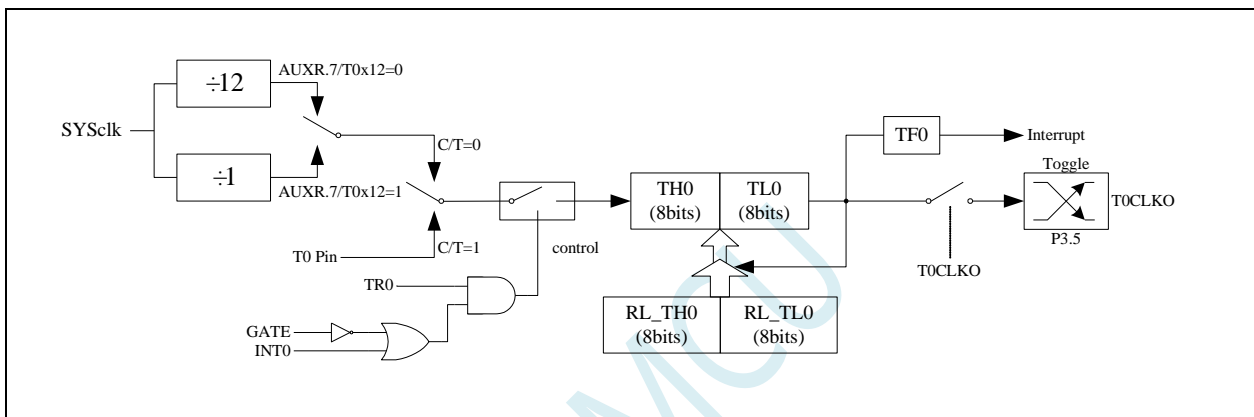 ÷12
AUXR.7/T0x12=0
SYSclk
÷1
AUXR.7/T0x12=1
C/T=0
C/T=1
T0 Pin
control
TR0
GATE
INT0
TH0
(8bits)
TL0
(8bits)
RL_TH0
(8bits)
RL_TL0
(8bits)
TF0
Interrupt
Toggle
T0CLKO
P3.5
T0CLKO
MCU